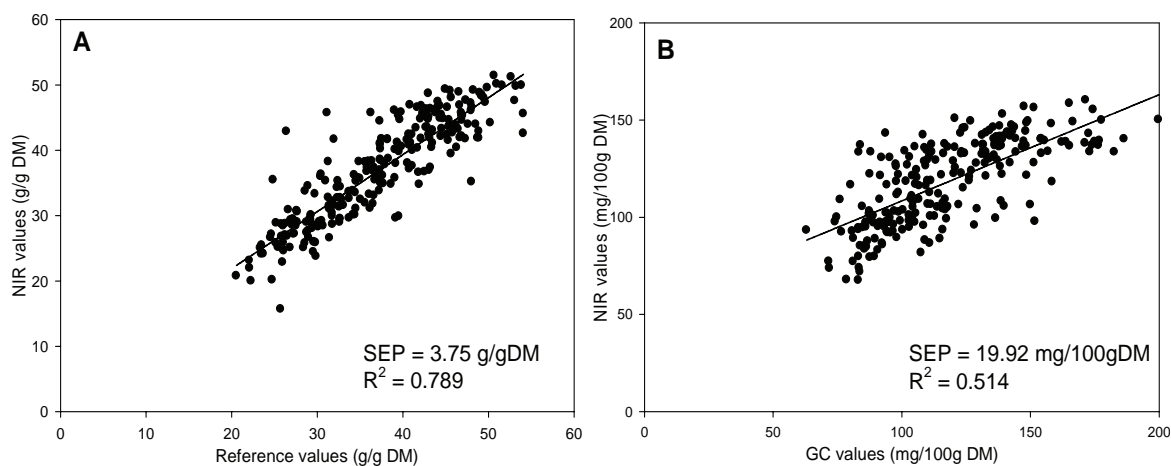 A
NIR values (g/g DM)
60
50
40
30
20
10
0
SEP = 3.75 g/gDM
R² = 0.789
0 10 20 30 40 50 60
Reference values (g/g DM)
B
NIR values (mg/100g DM)
200
150
100
50
0
SEP = 19.92 mg/100gDM
R² = 0.514
0 50 100 150 200
GC values (mg/100g DM)